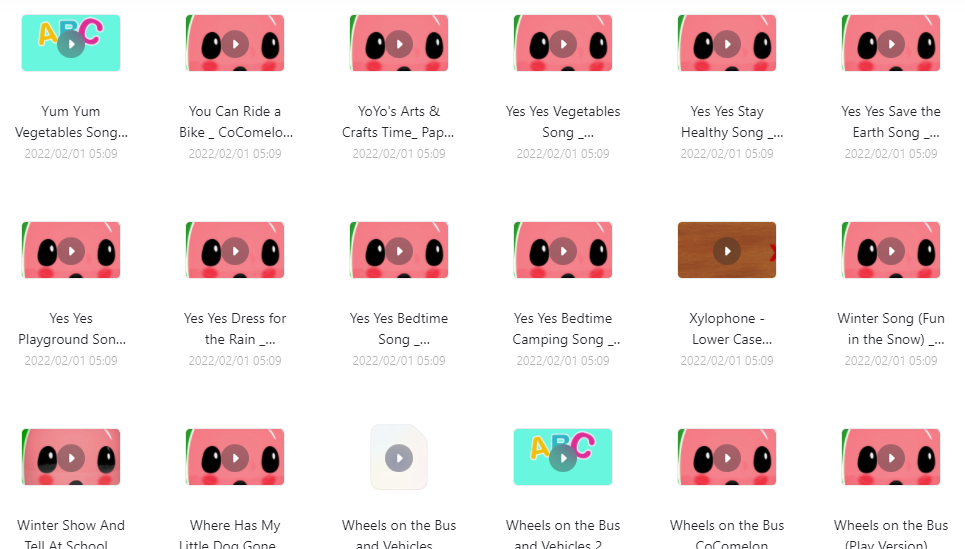 ABC
Yum Yum
Vegetables Song...
2022/02/01 05:09
You Can Ride a
Bike _ CoComelo...
2022/02/01 05:09
YoYo's Arts &
Crafts Time_ Pap...
2022/02/01 05:09
Yes Yes Vegetables
Song _...
2022/02/01 05:09
Yes Yes Stay
Healthy Song _...
2022/02/01 05:09
Yes Yes Save the
Earth Song _...
2022/02/01 05:09
Yes Yes
Playground Son...
2022/02/01 05:09
Yes Yes Dress for
the Rain _...
2022/02/01 05:09
Yes Yes Bedtime
Song _...
2022/02/01 05:09
Yes Yes Bedtime
Camping Song _..
2022/02/01 05:09
Xylophone -
Lower Case...
2022/02/01 05:09
Winter Song (Fun
in the Snow) _...
2022/02/01 05:09
Winter Show And
Tell At School
Where Has My
Little Dog Gone
Wheels on the Bus
and Vehicles
ABC
Wheels on the Bus
and Vehicles 2
Wheels on the Bus
CoComelon
Wheels on the Bus
(Play Version)